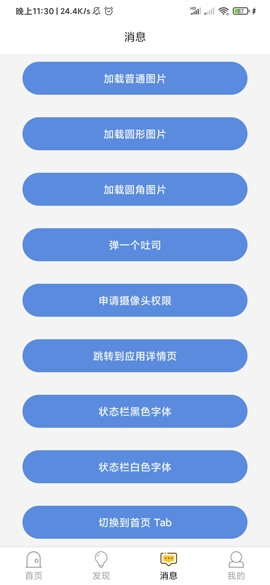 晚上11:30 | 24.4K/s
67
消息
加载普通图片
加载圆形图片
加载圆角图片
弹一个吐司
申请摄像头权限
跳转到应用详情页
状态栏黑色字体
状态栏白色字体
切换到首页 Tab
首页 发现 消息 我的